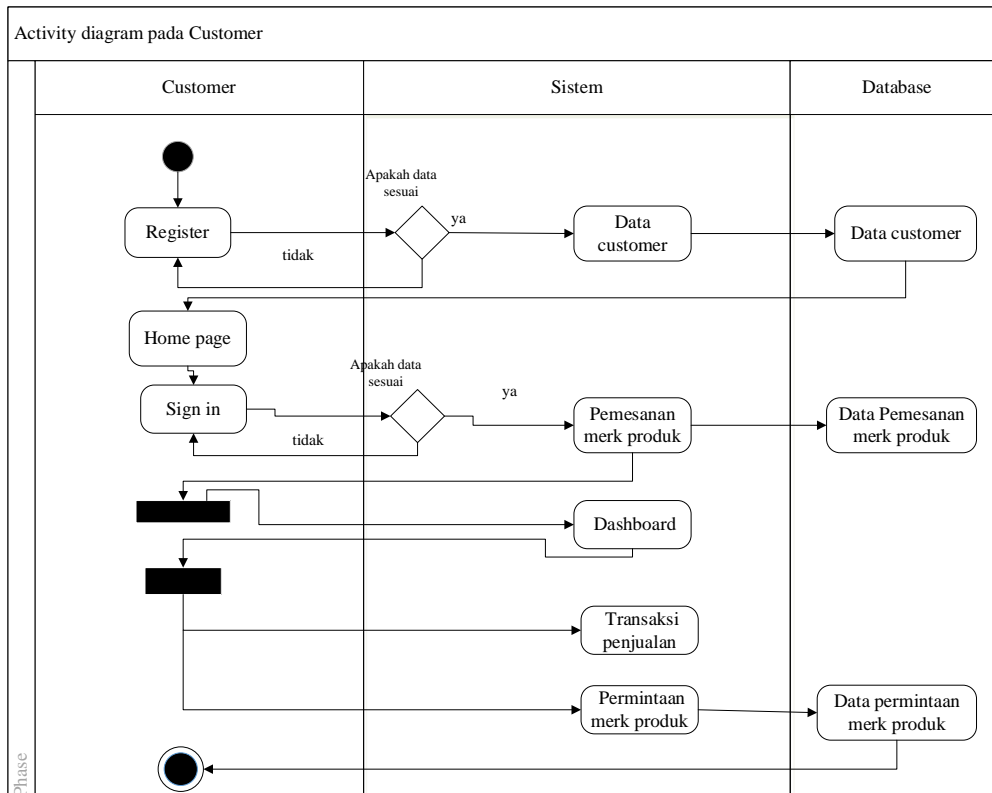 Activity diagram pada Customer
Customer
Sistem
Database
Apakah data
sesuai
Register
ya
Data
customer
Data customer
tidak
Home page
Apakah data
sesuai
Sign in
ya
Pemesanan
merk produk
Data Pemesanan
merk produk
tidak
Dashboard
Transaksi
penjualan
Permintaan
merk produk
Data permintaan
merk produk
Phase